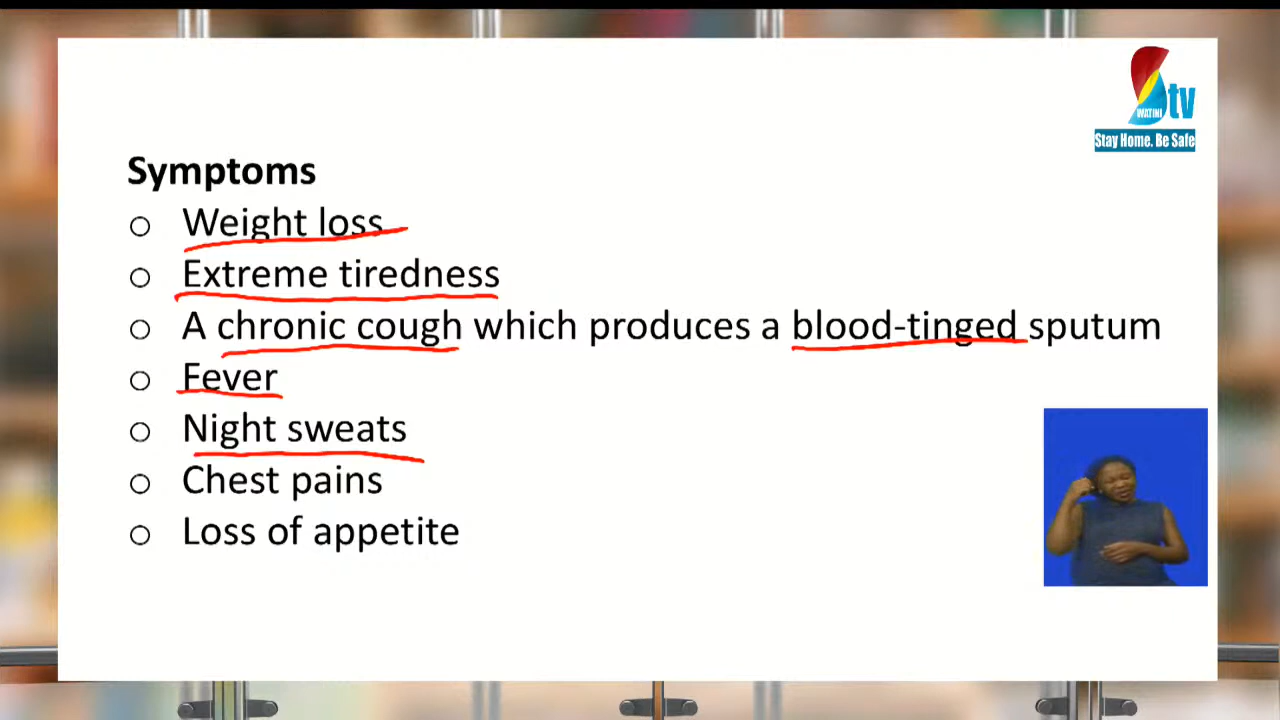 tv
WATINI
Stay Home. Be Safe
Symptoms
○ Weight loss
○ Extreme tiredness
○ A chronic cough which produces a blood-tinged sputum
○ Fever
○ Night sweats
○ Chest pains
○ Loss of appetite